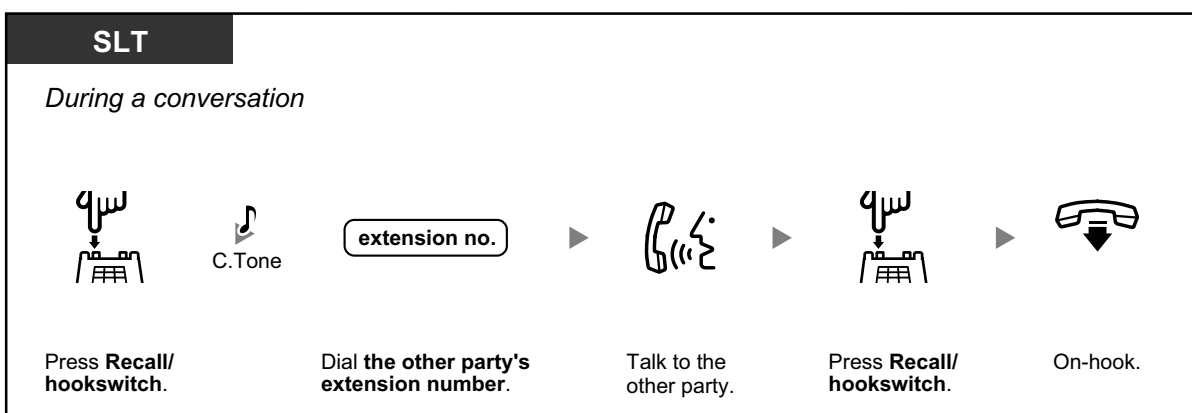 SLT
During a conversation
C.Tone
extension no.
Press Recall/
hookswitch.
Dial the other party's
extension number.
Talk to the
other party.
Press Recall/
hookswitch.
On-hook.